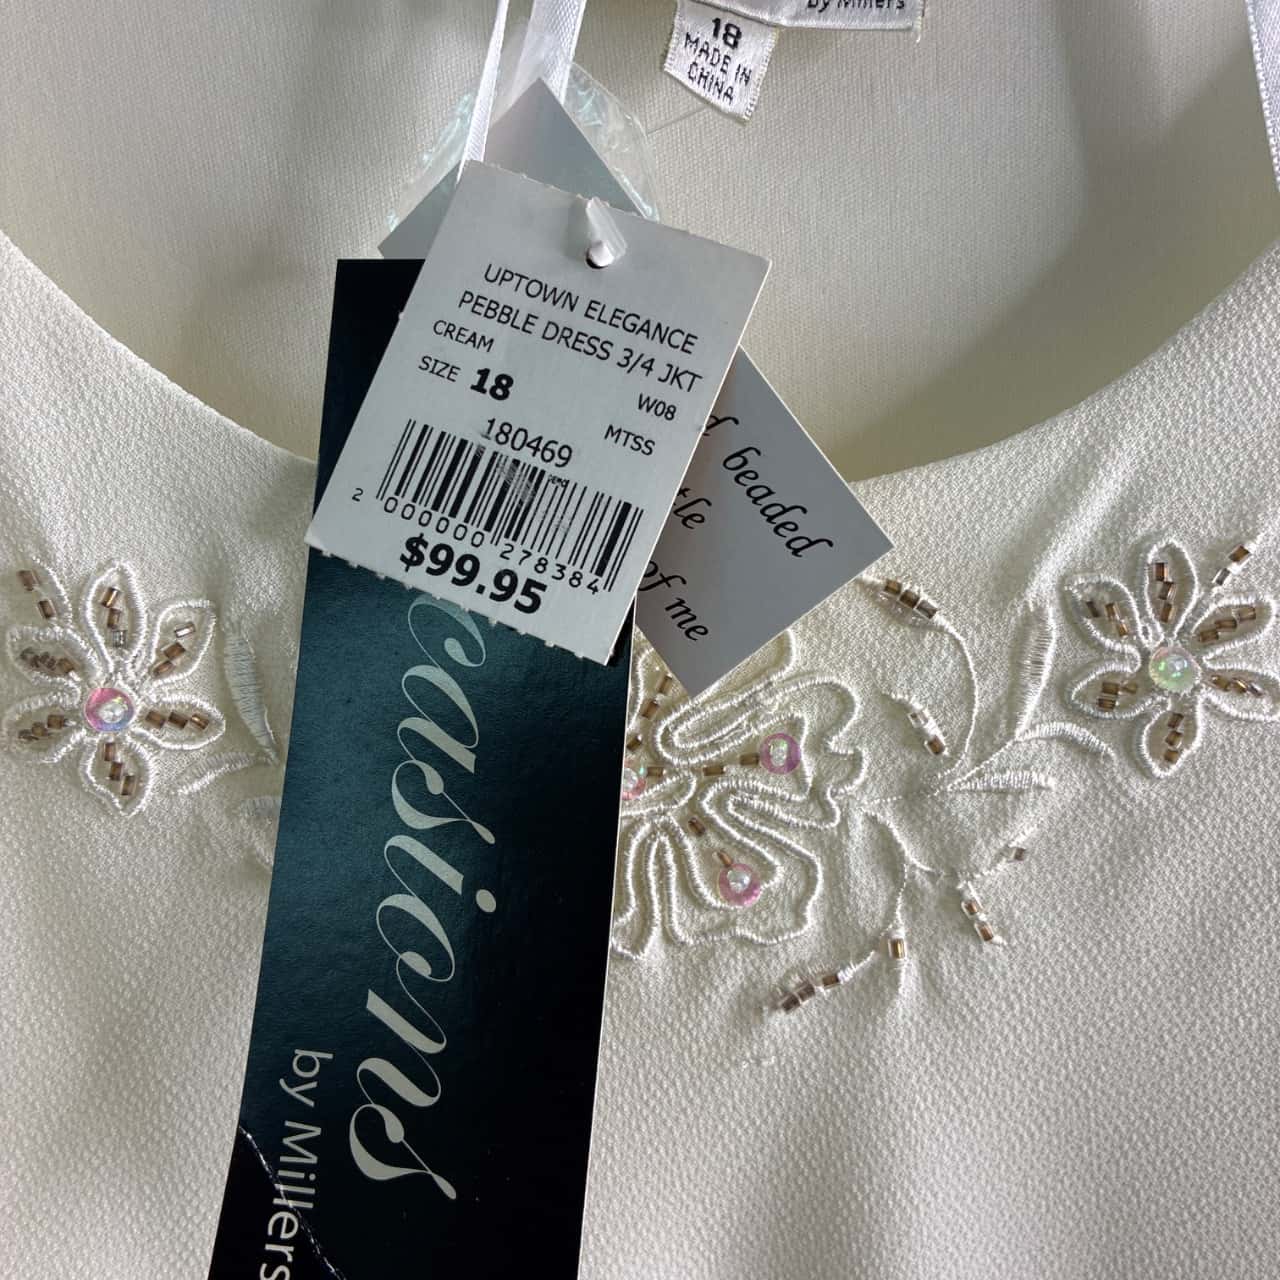 by Millers
18
MADE IN
CHINA
UPTOWN ELEGANCE
PEBBLE DRESS 3/4 JKT
CREAM
SIZE 18
W08
180469
MTSS
2 000000 278384
$99.95
beaded
of me
by Millers